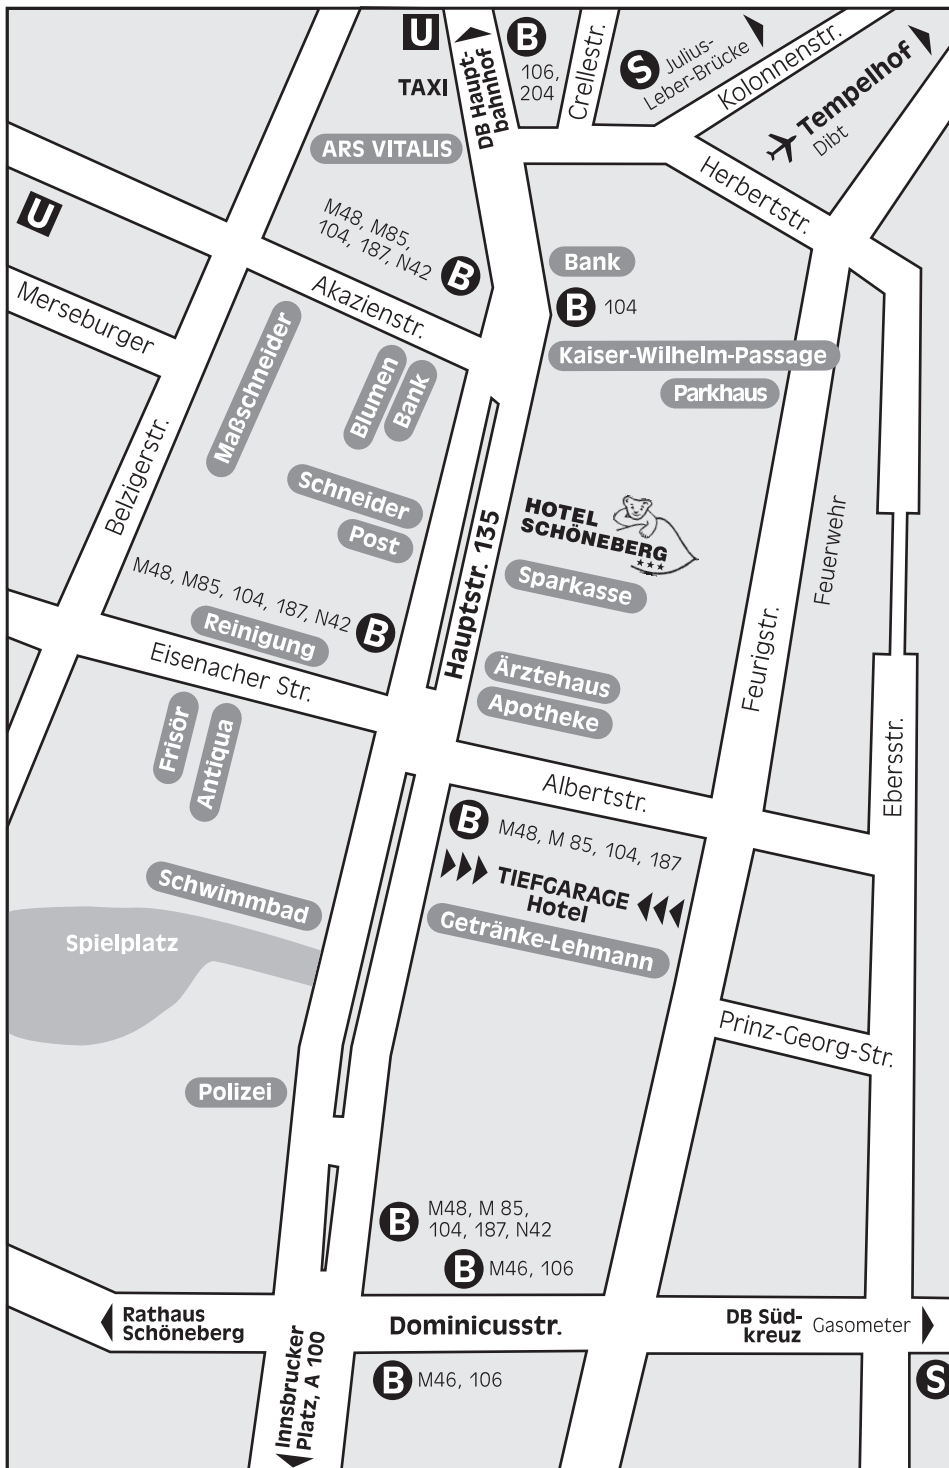 U
TAXI
DB Haupt-
bahnhof
B
106,
204
Crellestr.
S
Julius-
Leber-Brücke
Kolonnenstr.
Tempelhof
Dibt
ARS VITALIS
Herbertstr.
U
M48, M85,
104, 187, N42
B
Bank
B 104
Merseburger
Akazienstr.
Kaiser-Wilhelm-Passage
Parkhaus
Maßschneider
Blumen
Bank
Belzigerstr.
Schneider
Post
Hauptstr. 135
HOTEL
SCHÖNEBERG
Feuerwehr
Sparkasse
M48, M85, 104, 187, N42
B
Reinigung
Eisenacher Str.
Ärztehaus
Apotheke
Feurigstr.
Frisör
Antiqua
Ebersstr.
Albertstr.
B
M48, M 85, 104, 187
TIEFGARAGE
Hotel
Schwimmbad
Getränke-Lehmann
Spielplatz
Prinz-Georg-Str.
Polizei
B
M48, M 85,
104, 187, N42
B M46, 106
Rathaus
Schöneberg
Dominicusstr.
DB Süd-
kreuz
Gasometer
Innsbrucker
Platz, A 100
B M46, 106
S